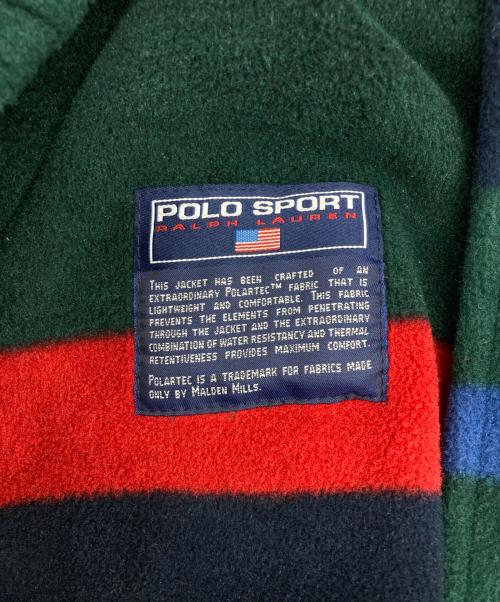 POLO SPORT
RALPH LAUREN
THIS JACKET HAS BEEN CRAFTED OF AN
EXTRAORDINARY POLARTEC™ FABRIC THAT IS
LIGHTWEIGHT AND COMFORTABLE. THIS FABRIC
PREVENTS THE ELEMENTS FROM PENETRATING
THROUGH THE JACKET AND THE EXTRAORDINARY
COMBINATION OF WATER RESISTANCY AND THERMAL
RETENTIVENESS PROVIDES MAXIMUM COMFORT.
POLARTEC IS A TRADEMARK FOR FABRICS MADE
ONLY BY MALDEN MILLS.